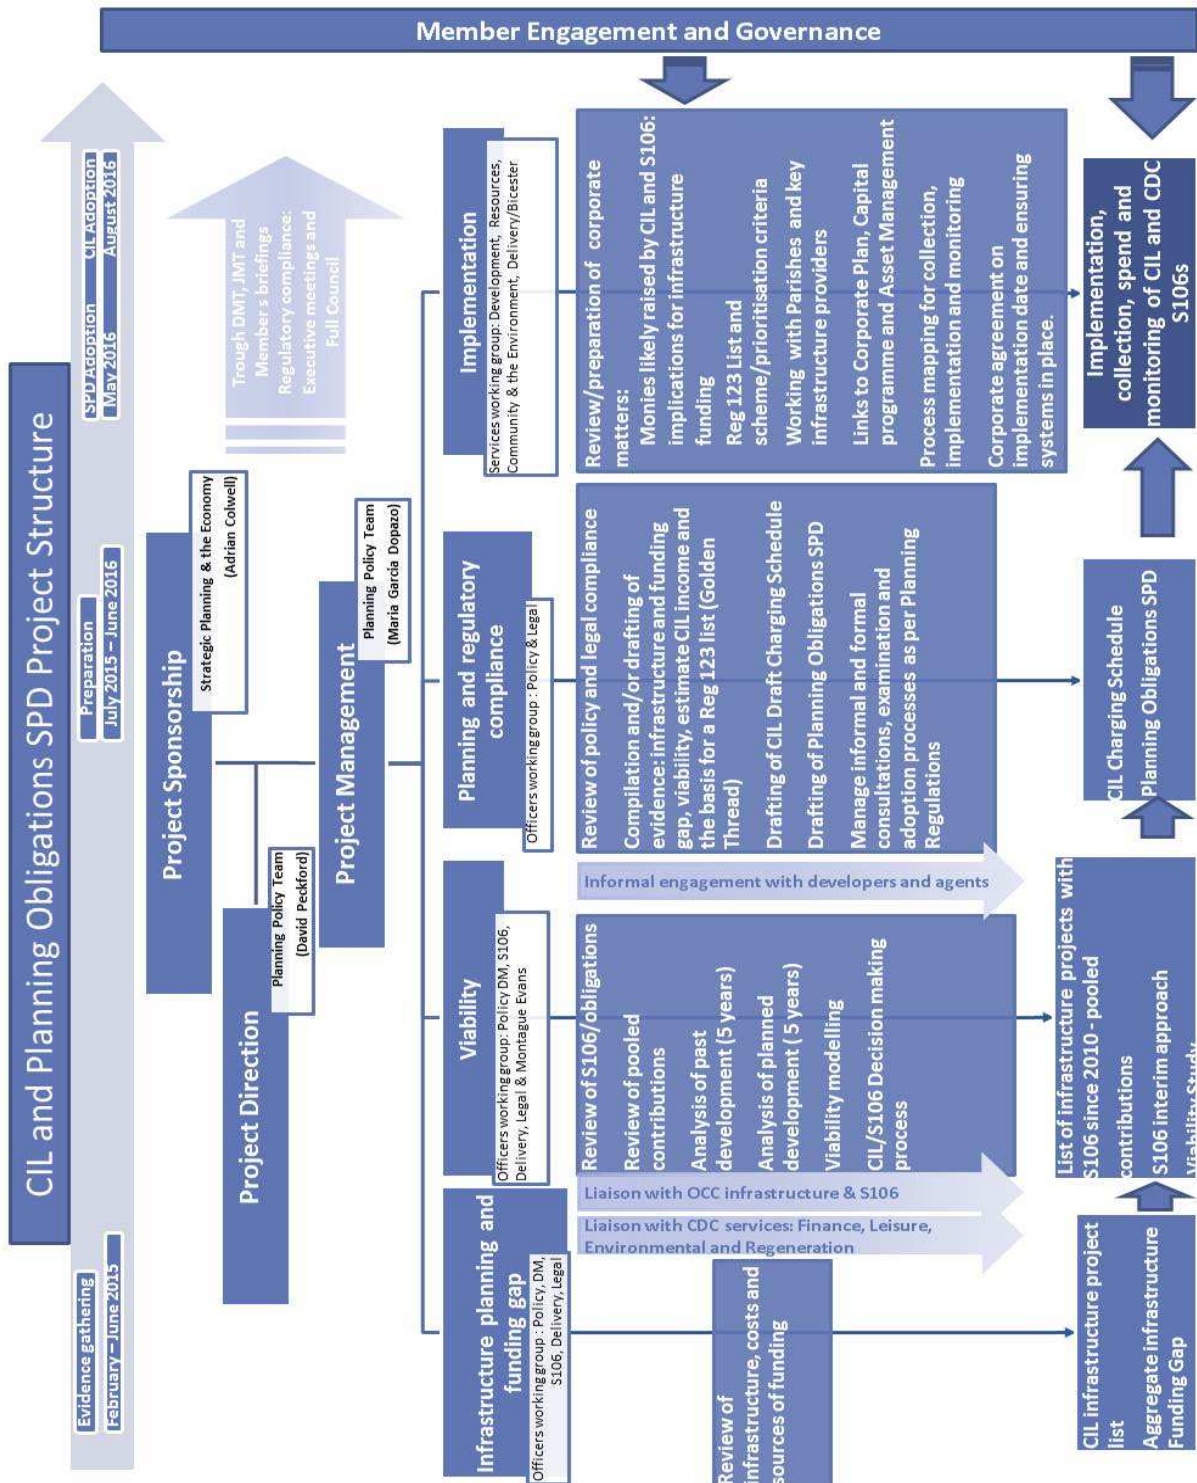 CIL and Planning Obligations SPD Project Structure
Evidence gathering
February – June 2015
Preparation
July 2015 – June 2016
SPD Adoption
May 2016
CIL Adoption
August 2016
Project Sponsorship
Strategic Planning & the Economy
(Adrian Colwell)
Project Direction
Planning Policy Team
(David Peckford)
Project Management
Planning Policy Team
(Maria Garcia Dopazo)
Trough DMT, JMT and
Member s briefings
Regulatory compliance:
Executive meetings and
Full Council
Infrastructure planning and
funding gap
Officers working group : Policy, DM,
S106, Delivery, Legal
Review of
infrastructure, costs and
sources of funding
CIL infrastructure project
list
Aggregate infrastructure
Funding Gap
Liaison with CDC services: Finance, Leisure,
Environmental and Regeneration
Liaison with OCC infrastructure & S106
Viability
Officers working group: Policy DM, S106,
Delivery, Legal & Montague Evans
Review of S106/obligations
Review of pooled
contributions
Analysis of past
development (5 years)
Analysis of planned
development ( 5 years)
Viability modelling
CIL/S106 Decision making
process
List of infrastructure projects with
S106 since 2010 - pooled
contributions
S106 interim approach
Viability Study
Informal engagement with developers and agents
Planning and regulatory
compliance
Officers working group : Policy & Legal
Review of policy and legal compliance
Compilation and/or drafting of
evidence: infrastructure and funding
gap, viability, estimate CIL income and
the basis for a Reg 123 list (Golden
Thread)
Drafting of CIL Draft Charging Schedule
Drafting of Planning Obligations SPD
Manage informal and formal
consultations, examination and
adoption processes as per Planning
Regulations
CIL Charging Schedule
Planning Obligations SPD
Implementation
Services working group: Development, Resources,
Community & the Environment, Delivery/Bicester
Review/preparation of corporate
matters:
Monies likely raised by CIL and S106:
implications for infrastructure
funding
Reg 123 List and
scheme/prioritisation criteria
Working with Parishes and key
infrastructure providers
Links to Corporate Plan, Capital
programme and Asset Management
Process mapping for collection,
implementation and monitoring
Corporate agreement on
implementation date and ensuring
systems in place.
Implementation,
collection, spend and
monitoring of CIL and CDC
S106s
Member Engagement and Governance